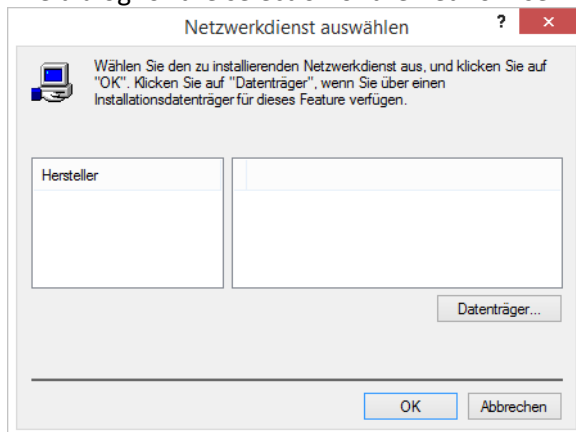 Netzwerkdienst auswählen
?
Wählen Sie den zu installierenden Netzwerkdienst aus, und klicken Sie auf
"OK". Klicken Sie auf "Datenträger", wenn Sie über einen
Installationsdatenträger für dieses Feature verfügen.
Hersteller
Datenträger...
OK Abbrechen